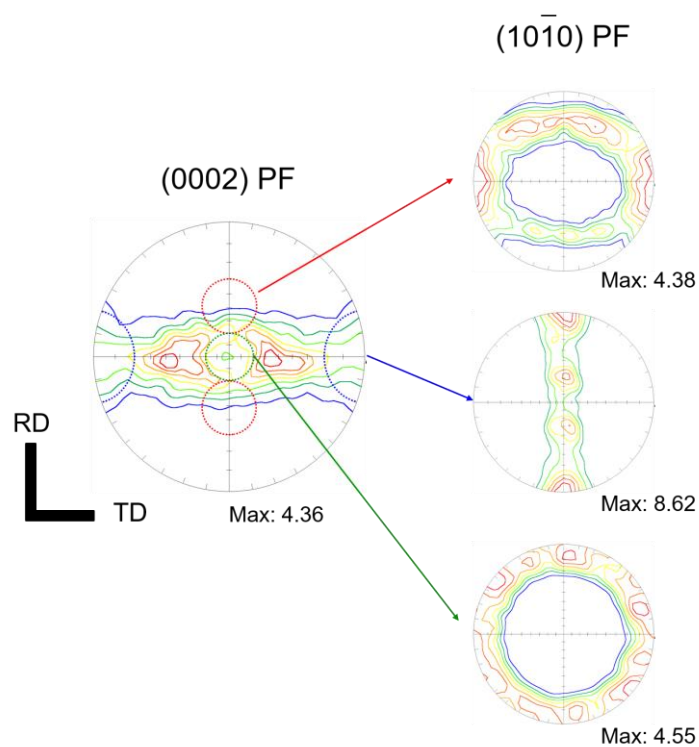 (101̄0) PF
(0002) PF
Max: 4.38
RD
TD
Max: 4.36
Max: 8.62
Max: 4.55